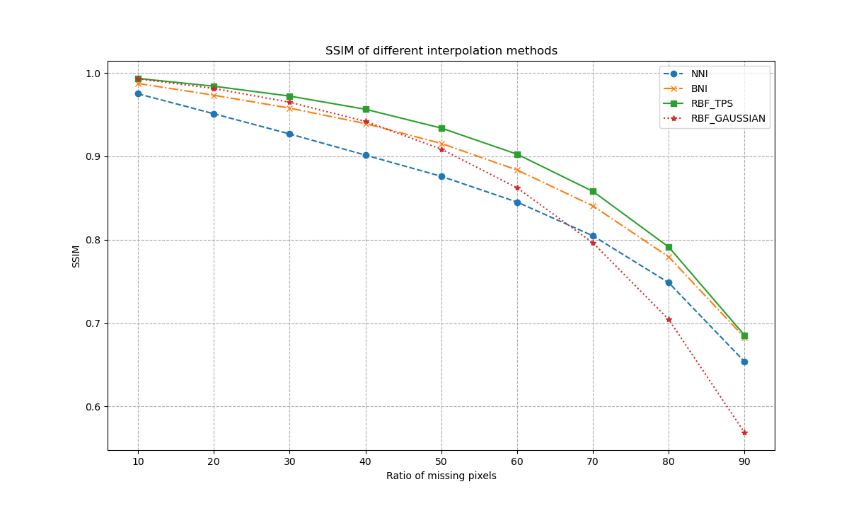 SSIM of different interpolation methods
NNI
BNI
RBF_TPS
RBF_GAUSSIAN
1.0
0.9
0.8
0.7
0.6
SSIM
10 20 30 40 50 60 70 80 90
Ratio of missing pixels